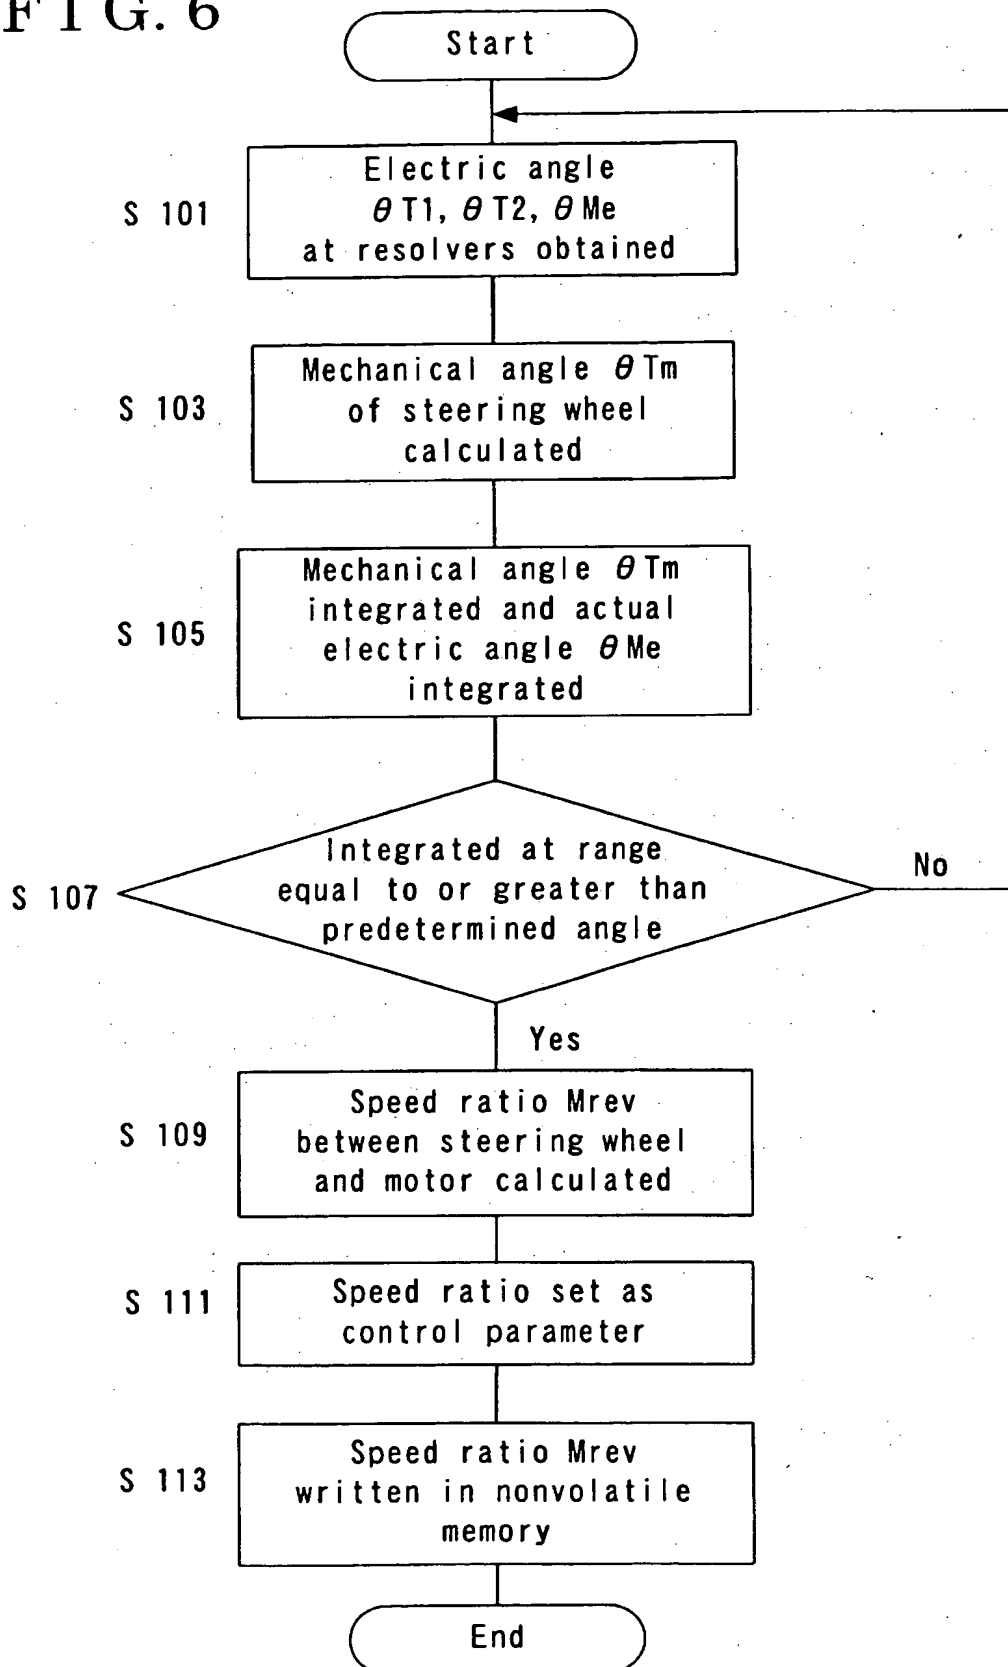 FIG. 6
Start
S 101
Electric angle
θT1, θT2, θMe
at resolvers obtained
S 103
Mechanical angle θTm
of steering wheel
calculated
S 105
Mechanical angle θTm
integrated and actual
electric angle θMe
integrated
S 107
Integrated at range
equal to or greater than
predetermined angle
No
Yes
S 109
Speed ratio Mrev
between steering wheel
and motor calculated
S 111
Speed ratio set as
control parameter
S 113
Speed ratio Mrev
written in nonvolatile
memory
End